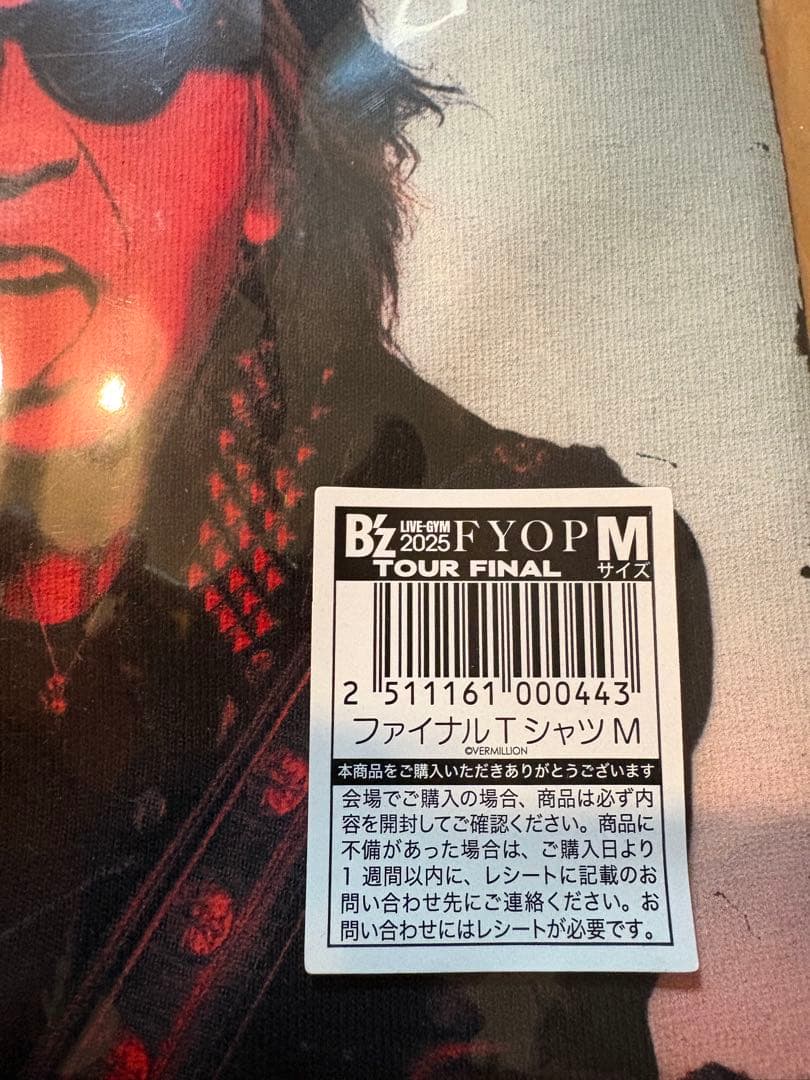 B'z LIVE-GYM 2025 FYOP M
TOUR FINAL サイズ
2 511161 000443
ファイナルTシャツ M
©VERMILLION
本商品をご購入いただきありがとうございます
会場でご購入の場合、商品は必ず内
容を開封してご確認ください。商品に
不備があった場合は、ご購入日より
1週間以内に、レシートに記載のお
問い合わせ先にご連絡ください。お
問い合わせにはレシートが必要です。